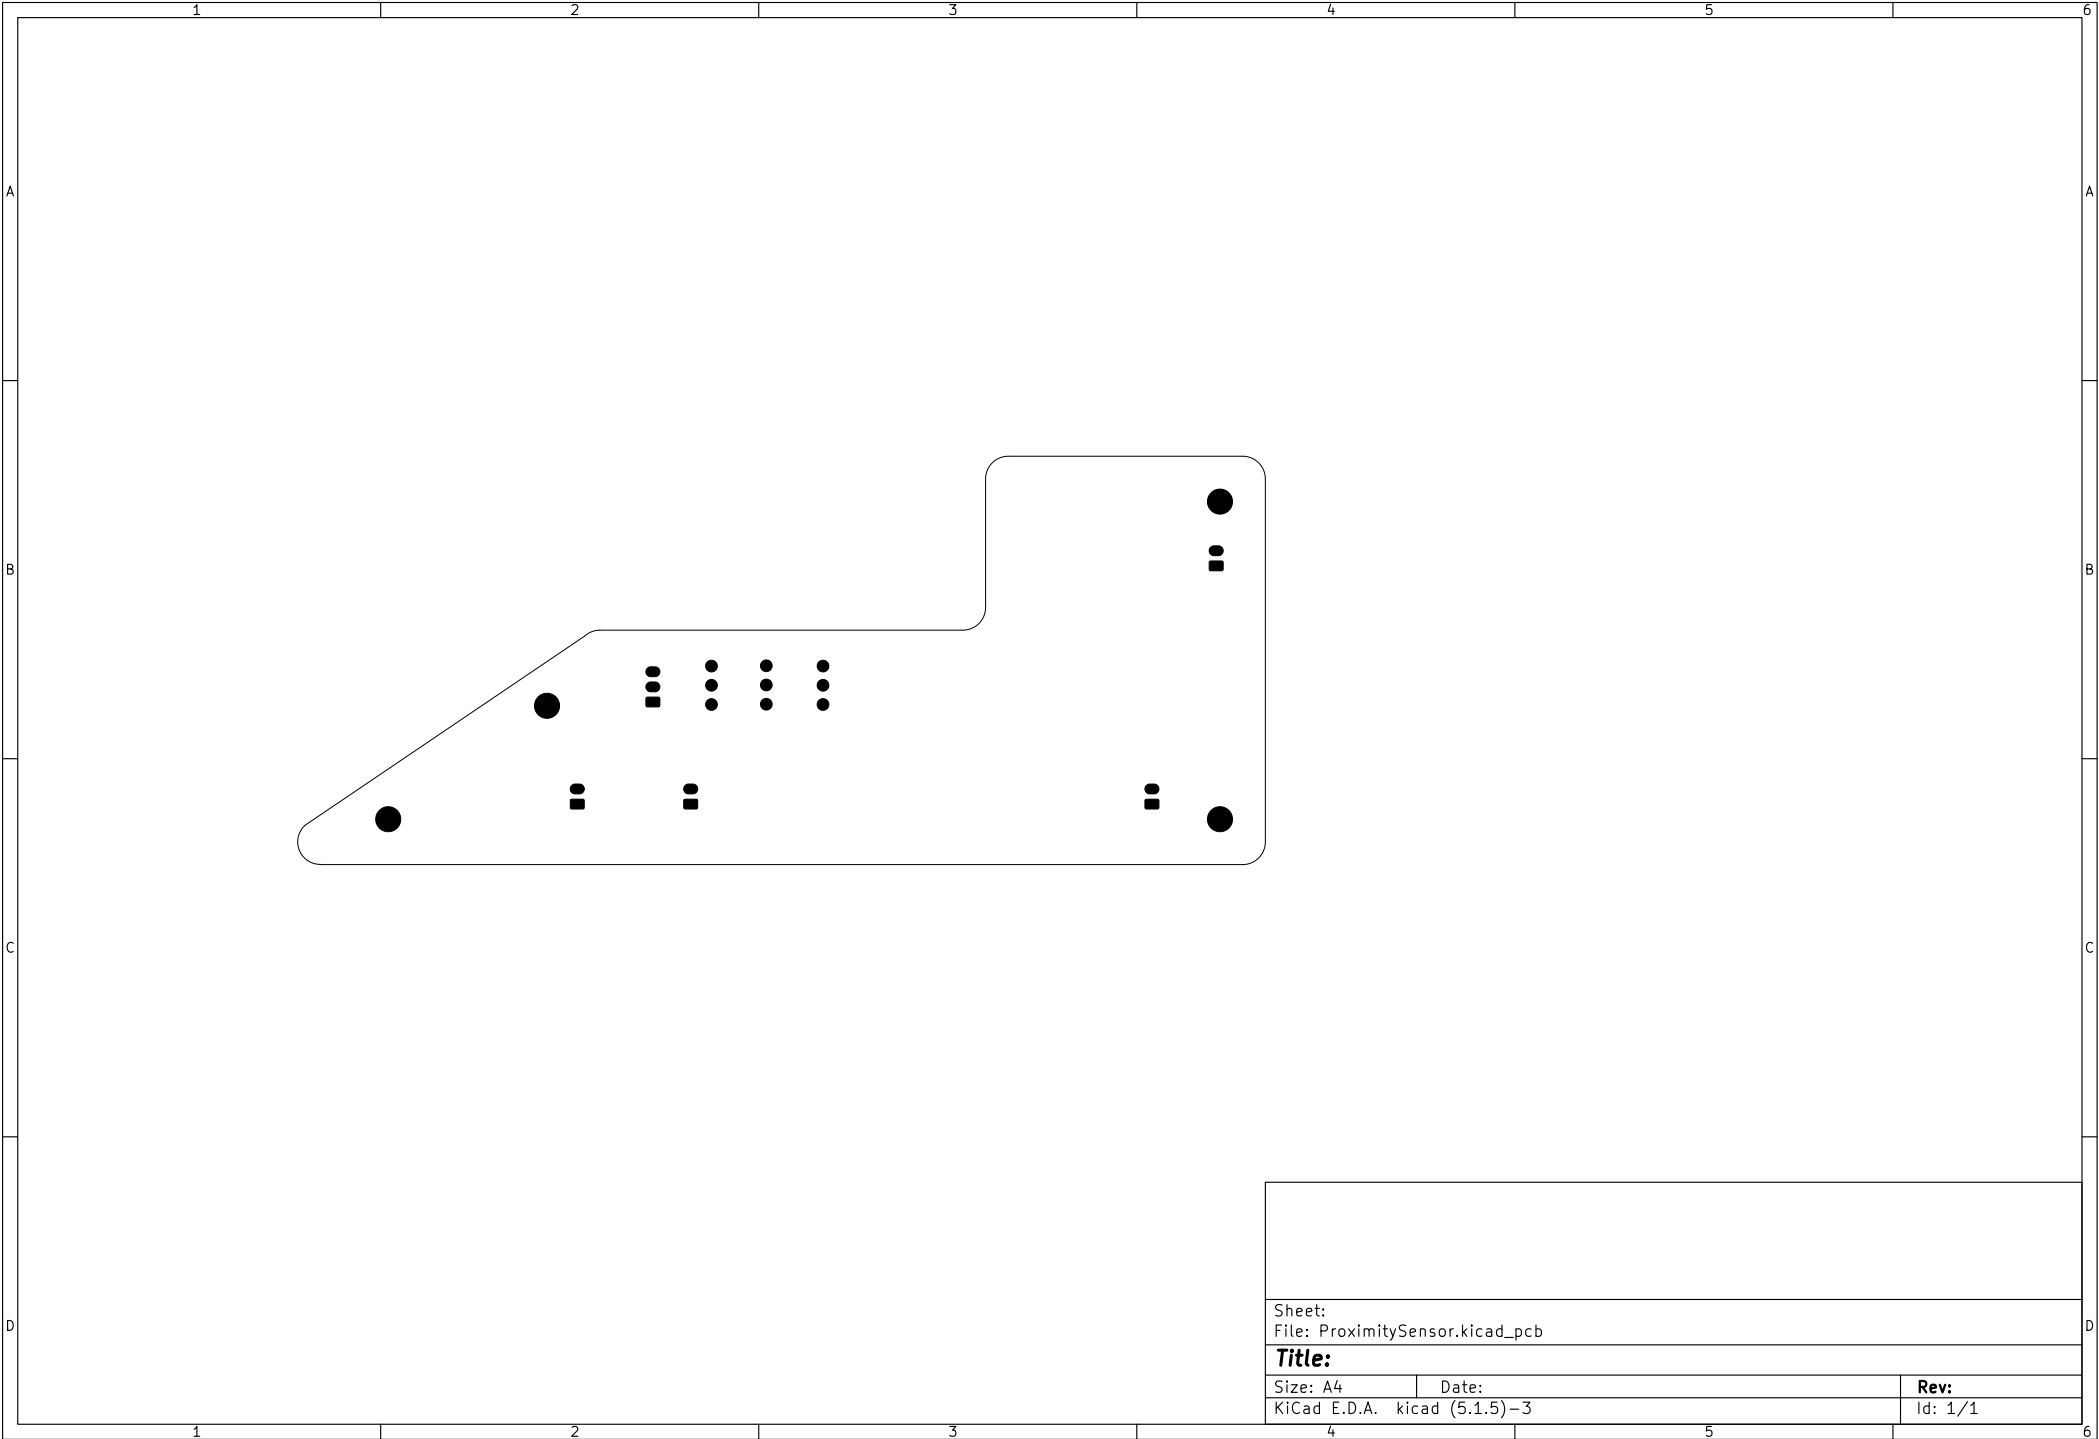 1 2 3 4 5 6
A A
B B
C C
Sheet:
File: ProximitySensor.kicad_pcb
D D
Title:
Size: A4 Date: Rev:
KiCad E.D.A. kicad (5.1.5)-3 Id: 1/1
1 2 3 4 5 6